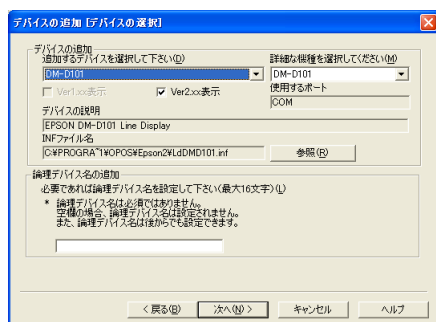 デバイスの追加 [デバイスの選択]
デバイスの追加
追加するデバイスを選択して下さい(D)
詳細な機種を選択してください(M)
DM-D101
DM-D101
Ver1.xx表示
Ver2.xx表示
使用するポート
COM
デバイスの説明
EPSON DM-D101 Line Display
INFファイル名
C:¥PROGRA~1¥OPOS¥Epson2¥LdDMD101.inf
参照(R)
論理デバイス名の追加
必要であれば論理デバイス名を設定して下さい(最大16文字)(L)
* 論理デバイス名は必須ではありません。
空欄の場合、論理デバイス名は設定されません。
また、論理デバイス名は後からでも設定できます。
< 戻る(B)
次へ(N) >
キャンセル
ヘルプ